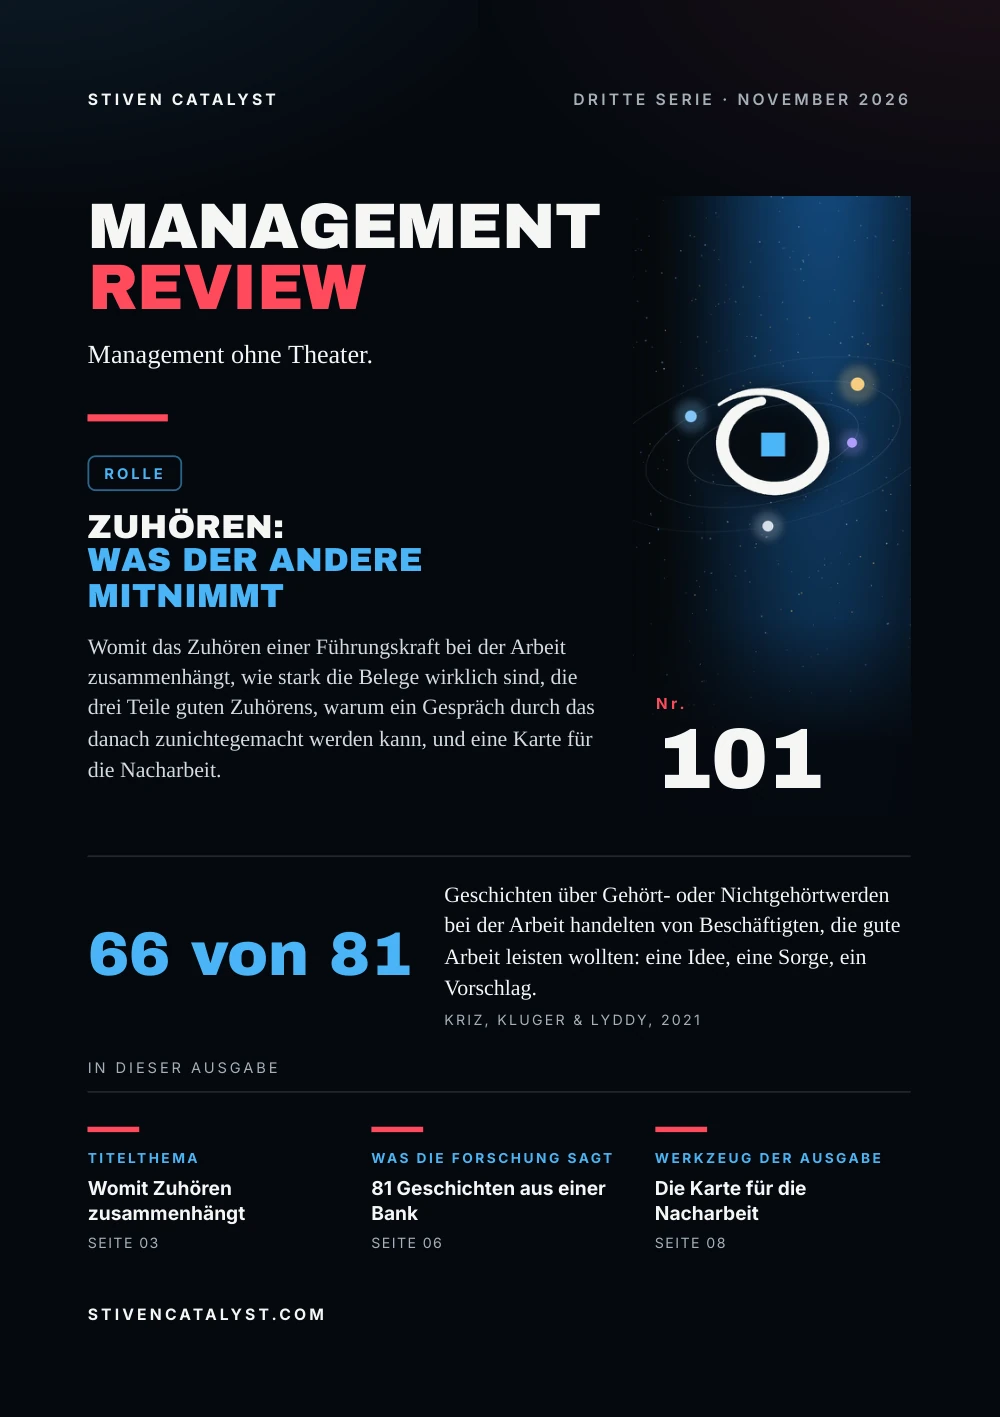 STIVEN CATALYST
DRITTE SERIE · NOVEMBER 2026
MANAGEMENT
REVIEW
Management ohne Theater.
ROLLE
ZUHÖREN:
WAS DER ANDERE
MITNIMMT
Womit das Zuhören einer Führungskraft bei der Arbeit
zusammenhängt, wie stark die Belege wirklich sind, die
drei Teile guten Zuhörens, warum ein Gespräch durch das
danach zunichtegemacht werden kann, und eine Karte für
die Nacharbeit.
Nr.
101
66 von 81
Geschichten über Gehört- oder Nichtgehörtwerden
bei der Arbeit handelten von Beschäftigten, die gute
Arbeit leisten wollten: eine Idee, eine Sorge, ein
Vorschlag.
KRIZ, KLUGER & LYDDY, 2021
IN DIESER AUSGABE
TITELTHEMA
Womit Zuhören
zusammenhängt
SEITE 03
WAS DIE FORSCHUNG SAGT
81 Geschichten aus einer
Bank
SEITE 06
WERKZEUG DER AUSGABE
Die Karte für die
Nacharbeit
SEITE 08
STIVENCATALYST.COM